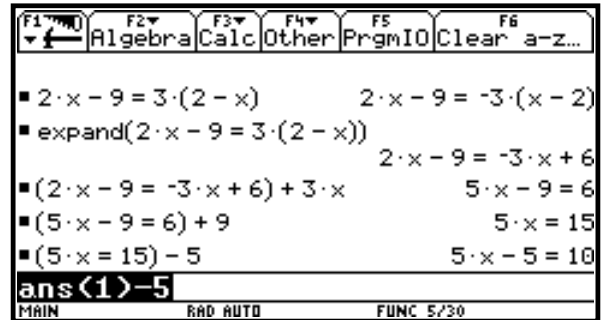 F1 F2 F3 F4 F5 F6
Algebra Calc Other PrgmIO Clear a-z…
▪ 2·x − 9 = 3·(2 − x) 2·x − 9 = ⁻3·(x − 2)
▪ expand(2·x − 9 = 3·(2 − x))
2·x − 9 = ⁻3·x + 6
▪ (2·x − 9 = ⁻3·x + 6) + 3·x 5·x − 9 = 6
▪ (5·x − 9 = 6) + 9 5·x = 15
▪ (5·x = 15) − 5 5·x − 5 = 10
ans(1)-5
MAIN RAD AUTO FUNC 5/30